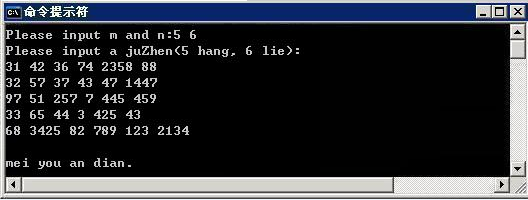 命令提示符
Please input m and n:5 6
Please input a juZhen(5 hang, 6 lie):
31 42 36 74 2358 88
32 57 37 43 47 1447
97 51 257 7 445 459
33 65 44 3 425 43
68 3425 82 789 123 2134
mei you an dian.